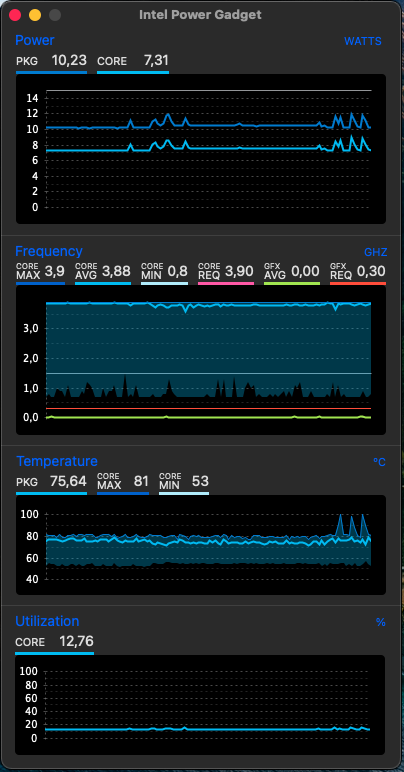 Intel Power Gadget
Power WATTS
PKG 10,23 CORE 7,31
14
12
10
8
6
4
2
0
Frequency GHZ
CORE MAX 3,9 CORE AVG 3,88 CORE MIN 0,8 CORE REQ 3,90 GFX AVG 0,00 GFX REQ 0,30
3,0
2,0
1,0
0,0
Temperature °C
PKG 75,64 CORE MAX 81 CORE MIN 53
100
80
60
40
Utilization %
CORE 12,76
100
80
60
40
20
0